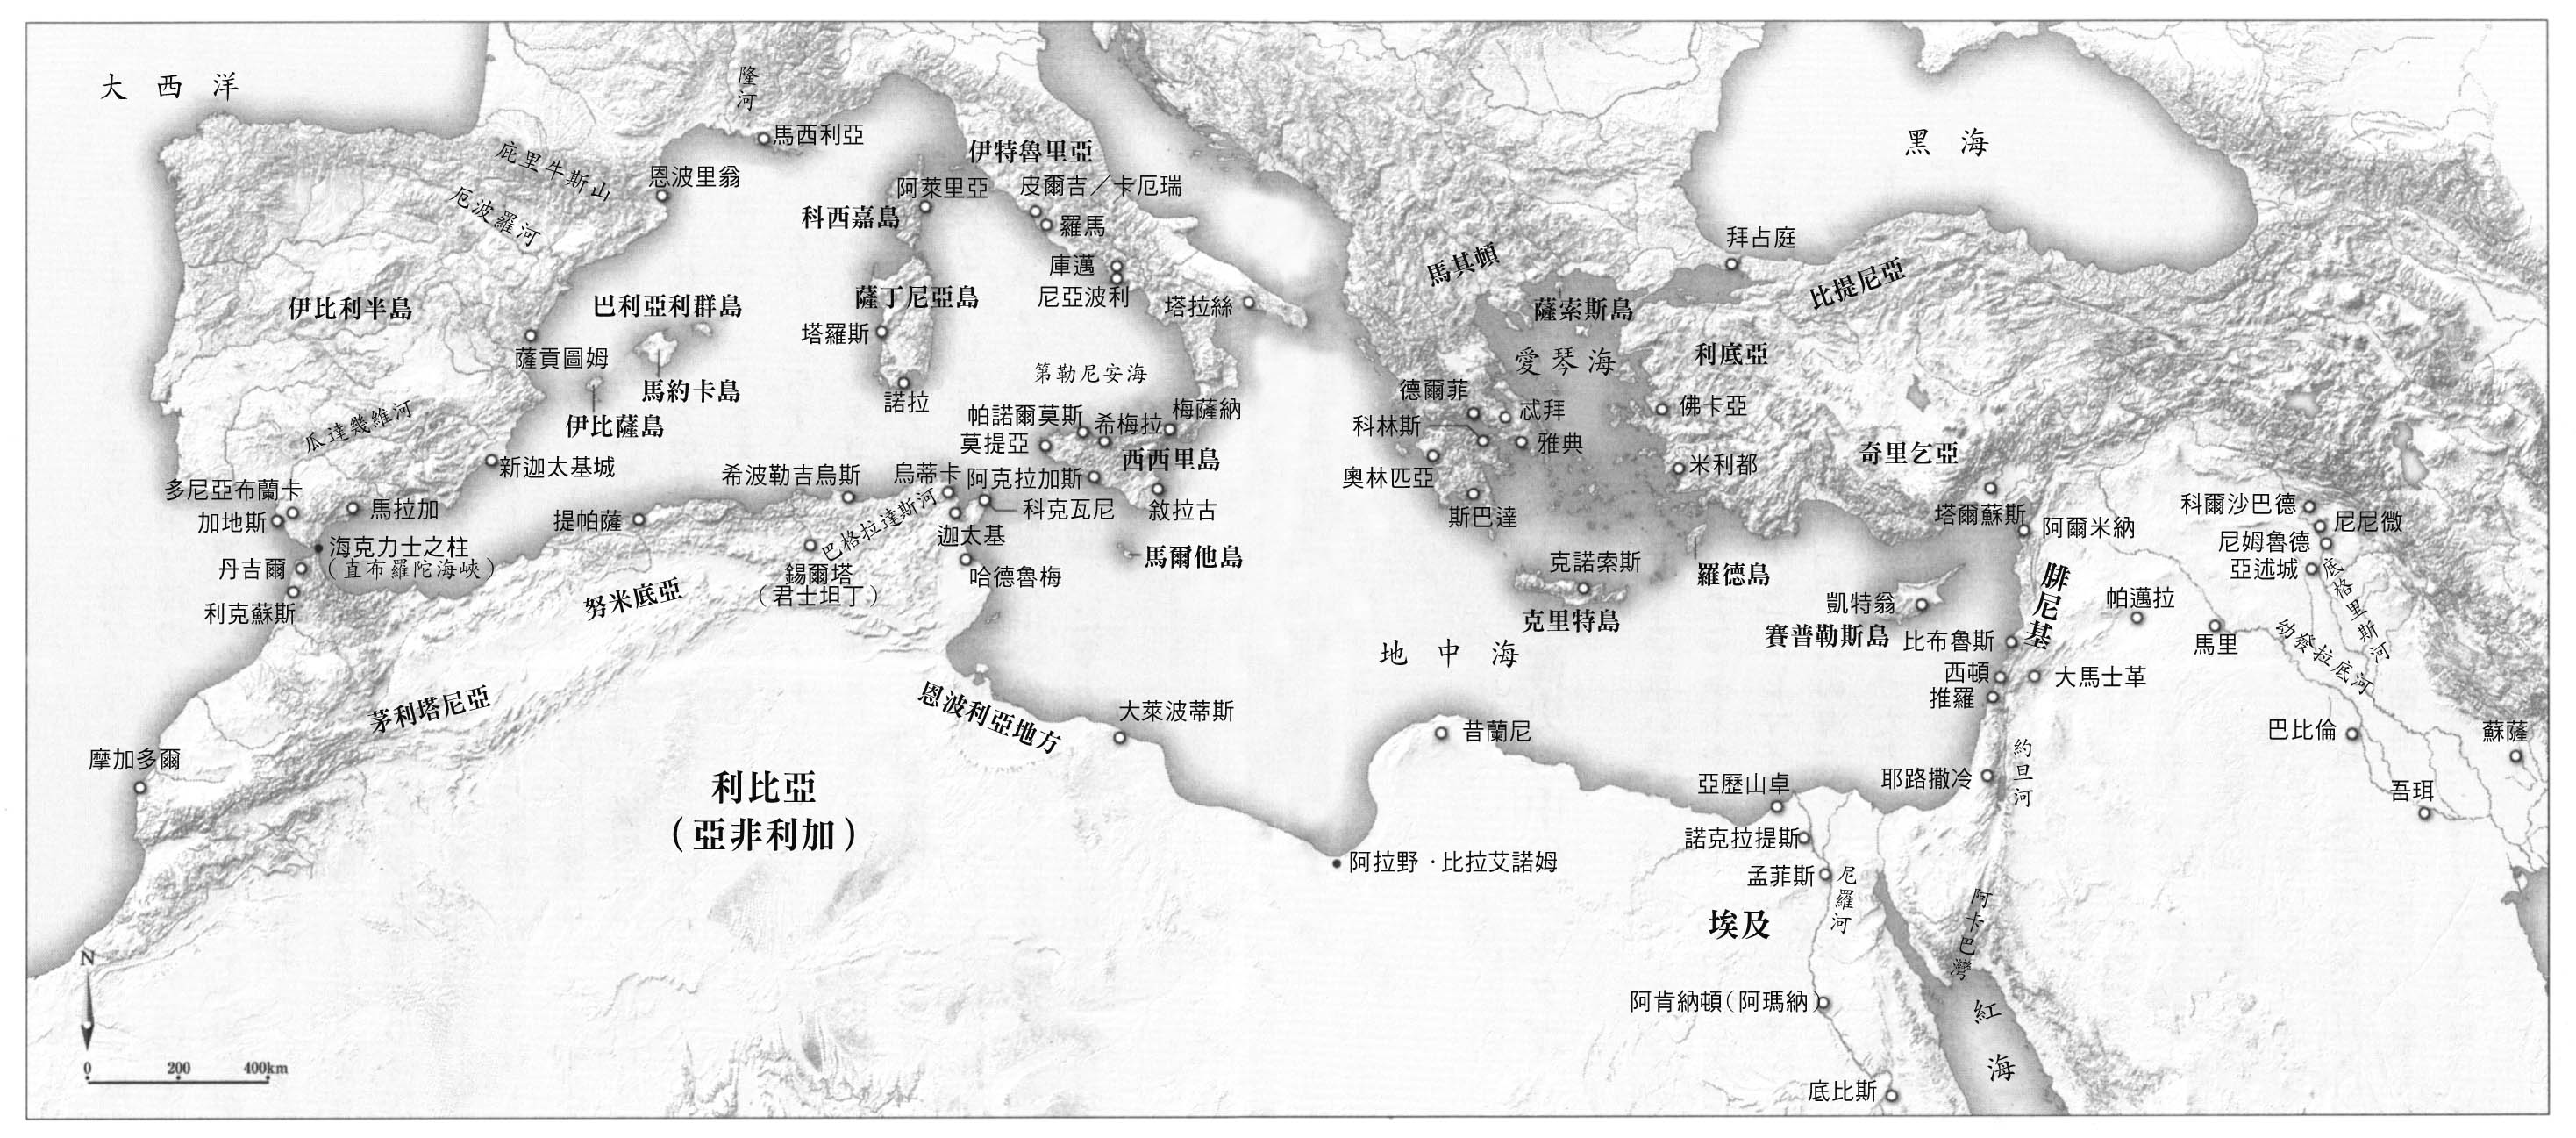 大西洋
隆河
馬西利亞
庇里牛斯山
厄波羅河
恩波里翁
伊特魯里亞
皮爾吉／卡厄瑞
阿萊里亞
科西嘉島
羅馬
庫邁
尼亞波利
塔拉絲
黑海
拜占庭
馬其頓
比提尼亞
薩索斯島
愛琴海
利底亞
伊比利半島
巴利亞利群島
薩丁尼亞島
塔羅斯
薩貢圖姆
馬約卡島
伊比薩島
第勒尼安海
諾拉
瓜達幾維河
新迦太基城
帕諾爾莫斯
希梅拉
梅薩納
莫提亞
西西里島
德爾菲
忒拜
科林斯
雅典
佛卡亞
奧林匹亞
米利都
奇里乞亞
斯巴達
多尼亞布蘭卡
加地斯
馬拉加
海克力士之柱
（直布羅陀海峽）
丹吉爾
利克蘇斯
提帕薩
希波勒吉烏斯
烏蒂卡
阿克拉加斯
巴格拉達斯河
科克瓦尼
敘拉古
迦太基
哈德魯梅
馬爾他島
錫爾塔
（君士坦丁）
努米底亞
茅利塔尼亞
克諾索斯
克里特島
羅德島
塔爾蘇斯
阿爾米納
科爾沙巴德
尼尼微
尼姆魯德
亞述城
底格里斯河
腓尼基
帕邁拉
凱特翁
賽普勒斯島
比布魯斯
馬里
幼發拉底河
西頓
大馬士革
推羅
地中海
恩波利亞地方
大萊波蒂斯
昔蘭尼
摩加多爾
利比亞
（亞非利加）
巴比倫
蘇薩
吾珥
約旦河
耶路撒冷
亞歷山卓
諾克拉提斯
阿拉野·比拉艾諾姆
孟菲斯
尼羅河
埃及
阿卡巴灣
阿肯納頓（阿瑪納）
紅海
底比斯
N
0 200 400km